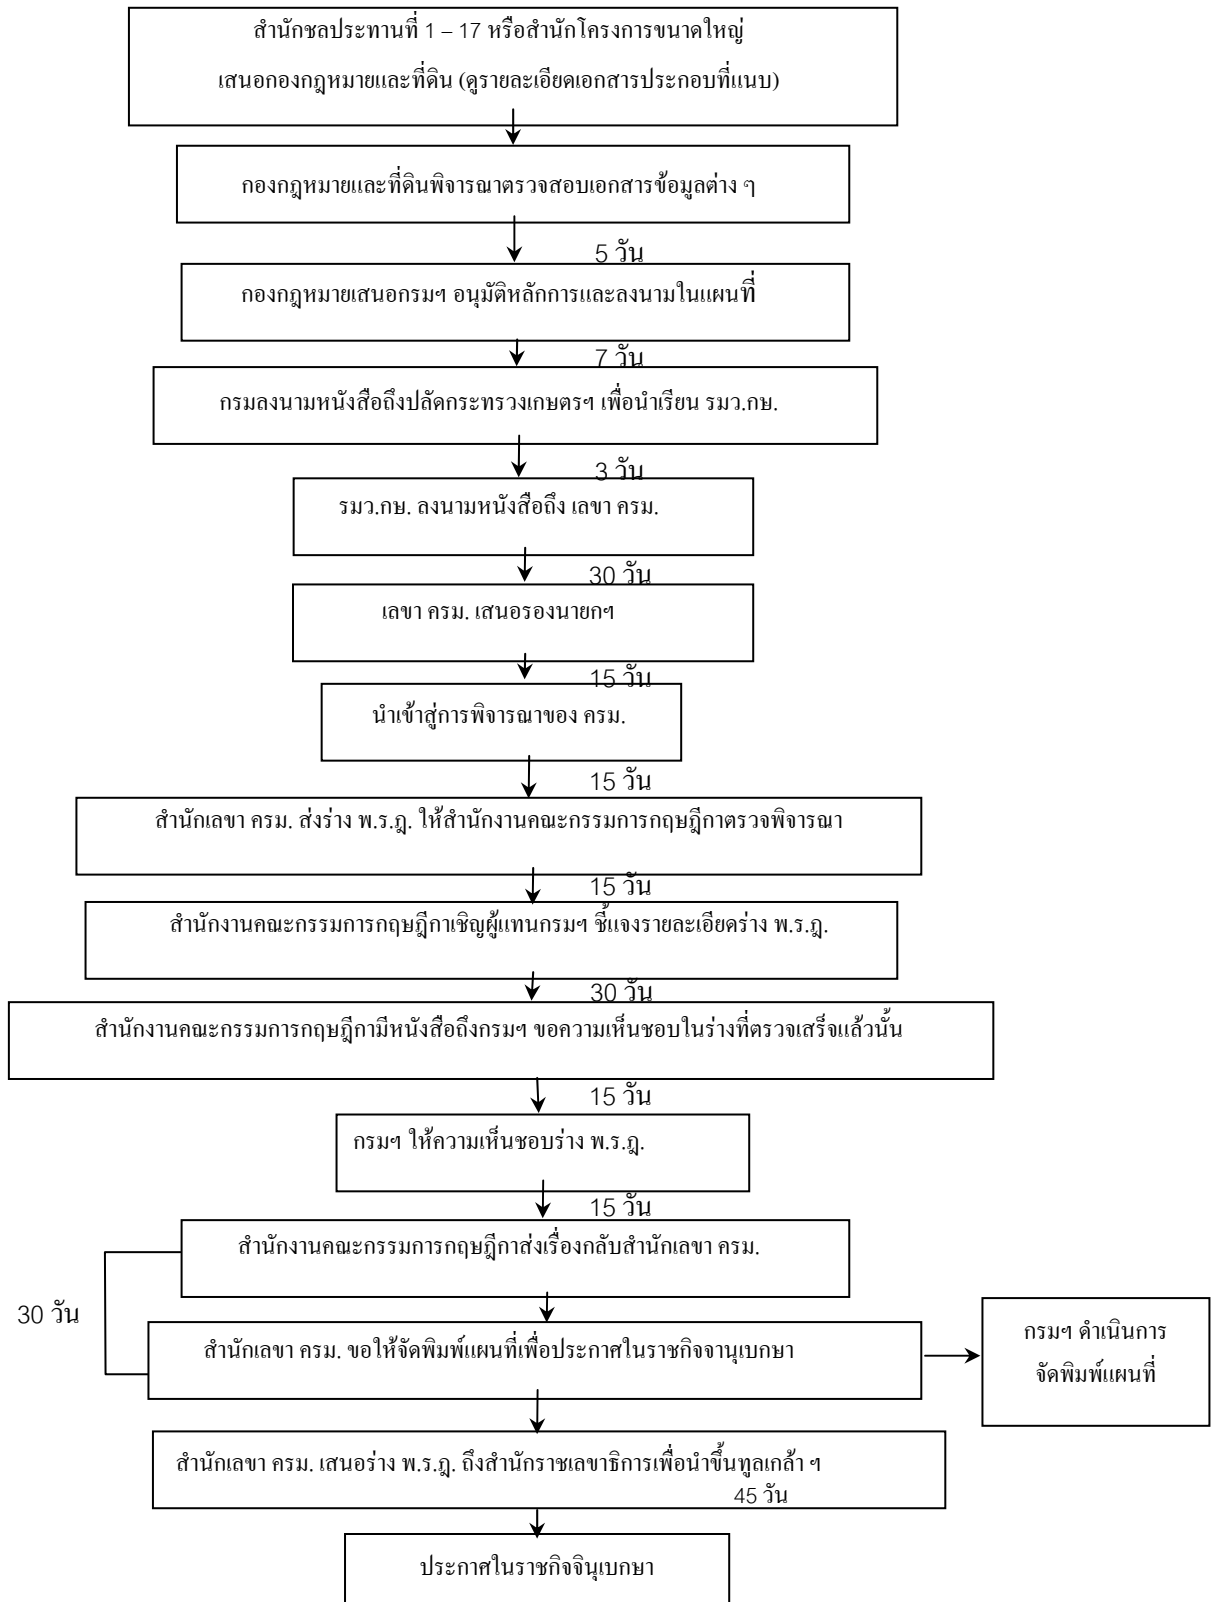 สำนักชลประทานที่ 1 – 17 หรือสำนักโครงการขนาดใหญ่
เสนอกองกฎหมายและที่ดิน (ดูรายละเอียดเอกสารประกอบที่แนบ)
กองกฎหมายและที่ดินพิจารณาตรวจสอบเอกสารข้อมูลต่าง ๆ
5 วัน
กองกฎหมายเสนอกรมฯ อนุมัติหลักการและลงนามในแผนที่
7 วัน
กรมลงนามหนังสือถึงปลัดกระทรวงเกษตรฯ เพื่อนำเรียน รมว.กษ.
3 วัน
รมว.กษ. ลงนามหนังสือถึง เลขา ครม.
30 วัน
เลขา ครม. เสนอรองนายกฯ
15 วัน
นำเข้าสู่การพิจารณาของ ครม.
15 วัน
สำนักเลขา ครม. ส่งร่าง พ.ร.ฎ. ให้สำนักงานคณะกรรมการกฤษฎีกาตรวจพิจารณา
15 วัน
สำนักงานคณะกรรมการกฤษฎีกาเชิญผู้แทนกรมฯ ชี้แจงรายละเอียดร่าง พ.ร.ฎ.
30 วัน
สำนักงานคณะกรรมการกฤษฎีกามีหนังสือถึงกรมฯ ขอความเห็นชอบในร่างที่ตรวจเสร็จแล้วนั้น
15 วัน
กรมฯ ให้ความเห็นชอบร่าง พ.ร.ฎ.
15 วัน
สำนักงานคณะกรรมการกฤษฎีกาส่งเรื่องกลับสำนักเลขา ครม.
30 วัน
สำนักเลขา ครม. ขอให้จัดพิมพ์แผนที่เพื่อประกาศในราชกิจจานุเบกษา
กรมฯ ดำเนินการ
จัดพิมพ์แผนที่
สำนักเลขา ครม. เสนอร่าง พ.ร.ฎ. ถึงสำนักราชเลขาธิการเพื่อนำขึ้นทูลเกล้า ฯ
45 วัน
ประกาศในราชกิจจินุเบกษา